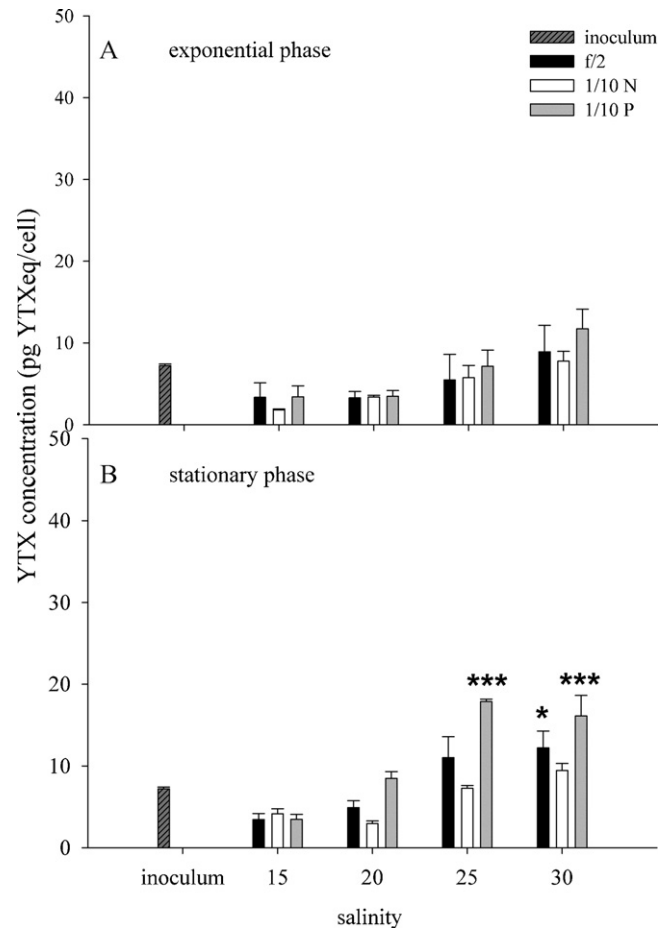 50
A exponential phase
inoculum
f/2
1/10 N
1/10 P
40
30
20
10
0
YTX concentration (pg YTXeq/cell)
50
B stationary phase
40
30
20
*** ***
*
10
0
inoculum 15 20 25 30
salinity